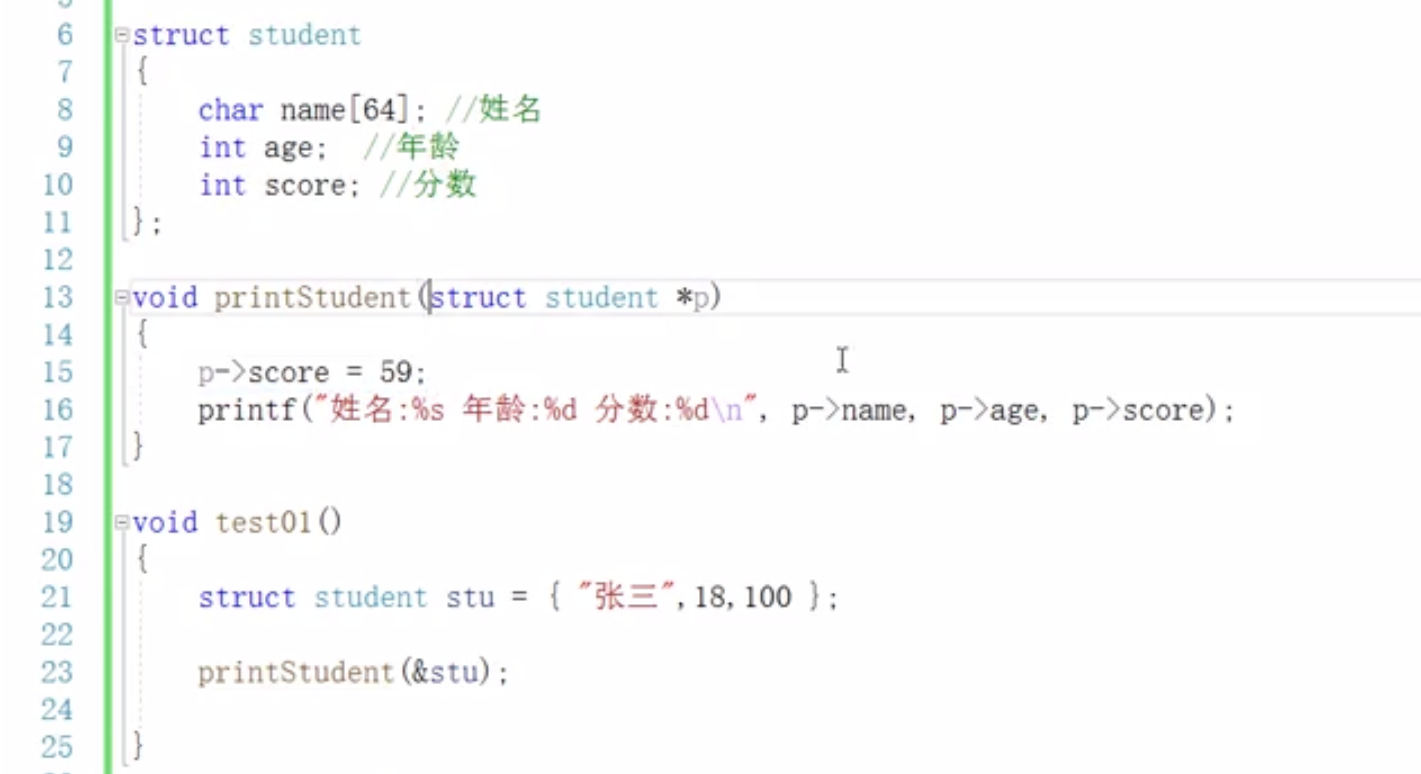 6 struct student
7 {
8 char name[64]; //姓名
9 int age; //年龄
10 int score; //分数
11 };
12
13 void printStudent(struct student *p)
14 {
15 p->score = 59;
16 printf("姓名:%s 年龄:%d 分数:%d\n", p->name, p->age, p->score);
17 }
18
19 void test01()
20 {
21 struct student stu = { "张三",18,100 };
22
23 printStudent(&stu);
24
25 }